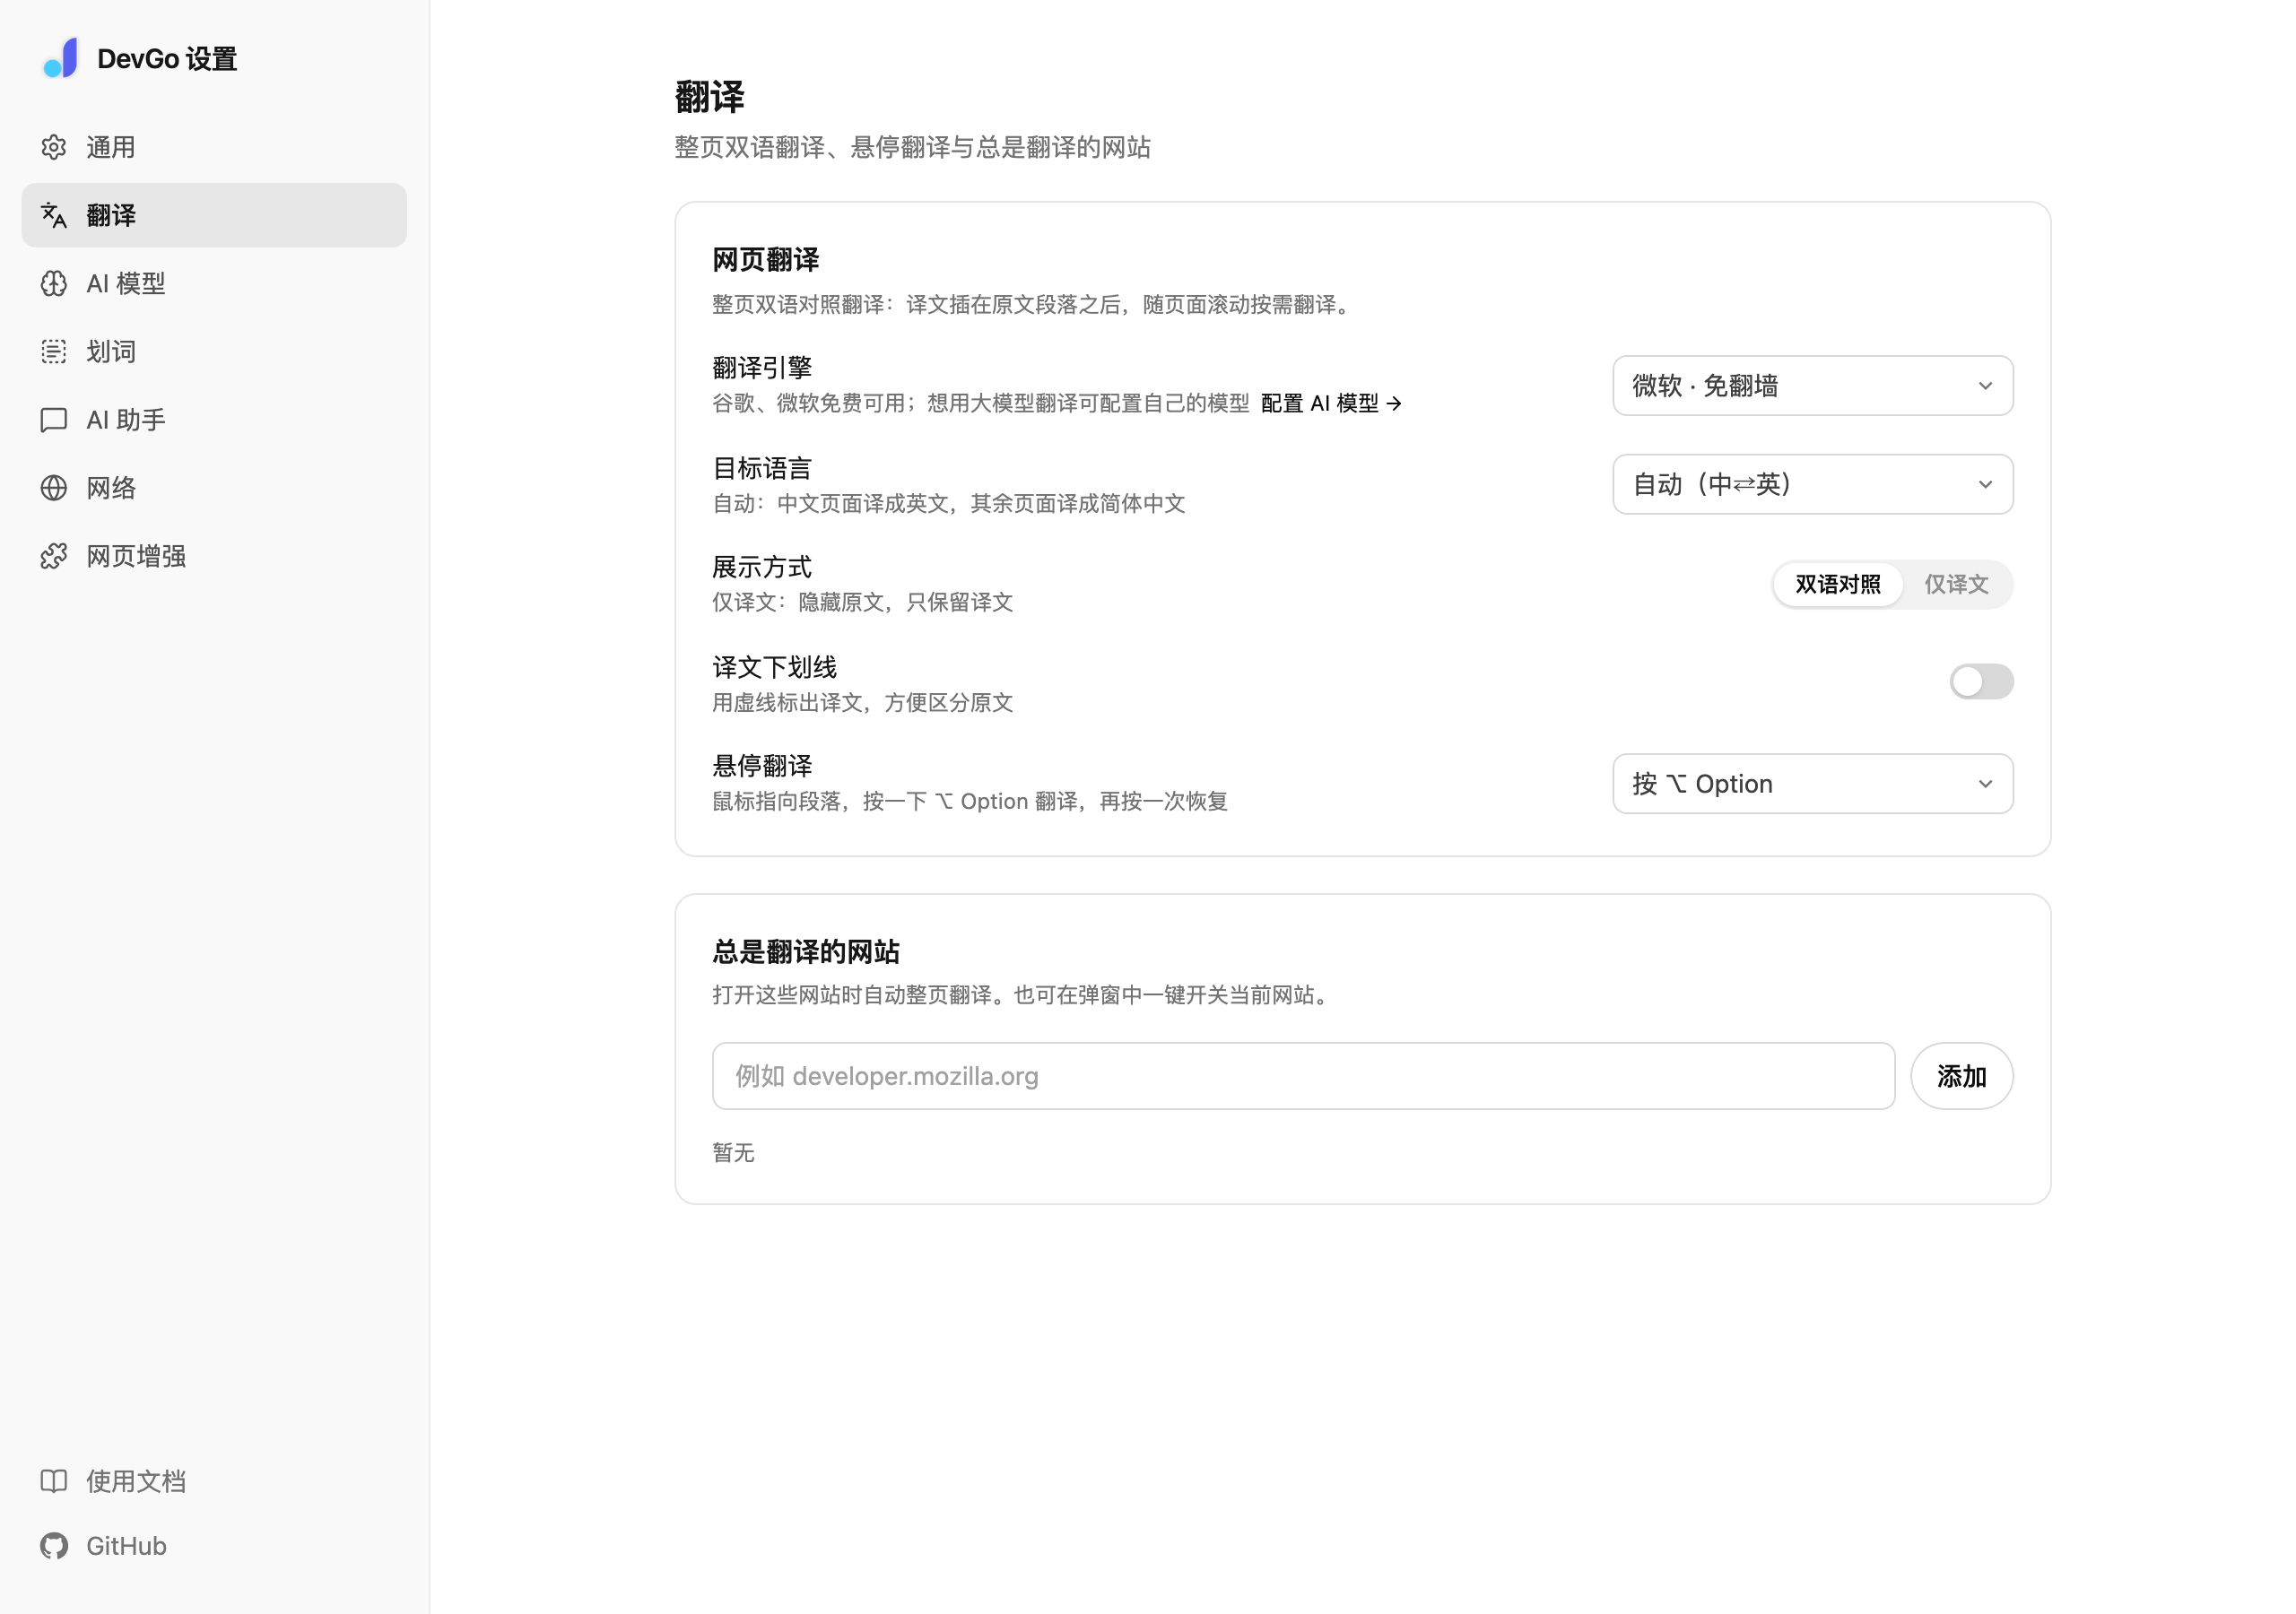 DevGo 设置
通用
翻译
AI 模型
划词
AI 助手
网络
网页增强
使用文档
GitHub
翻译
整页双语翻译、悬停翻译与总是翻译的网站
网页翻译
整页双语对照翻译：译文插在原文段落之后，随页面滚动按需翻译。
翻译引擎
谷歌、微软免费可用；想用大模型翻译可配置自己的模型 配置 AI 模型 →
微软 · 免翻墙
目标语言
自动：中文页面译成英文，其余页面译成简体中文
自动（中⇄英）
展示方式
仅译文：隐藏原文，只保留译文
双语对照 仅译文
译文下划线
用虚线标出译文，方便区分原文
悬停翻译
鼠标指向段落，按一下 ⌥ Option 翻译，再按一次恢复
按 ⌥ Option
总是翻译的网站
打开这些网站时自动整页翻译。也可在弹窗中一键开关当前网站。
例如 developer.mozilla.org
添加
暂无